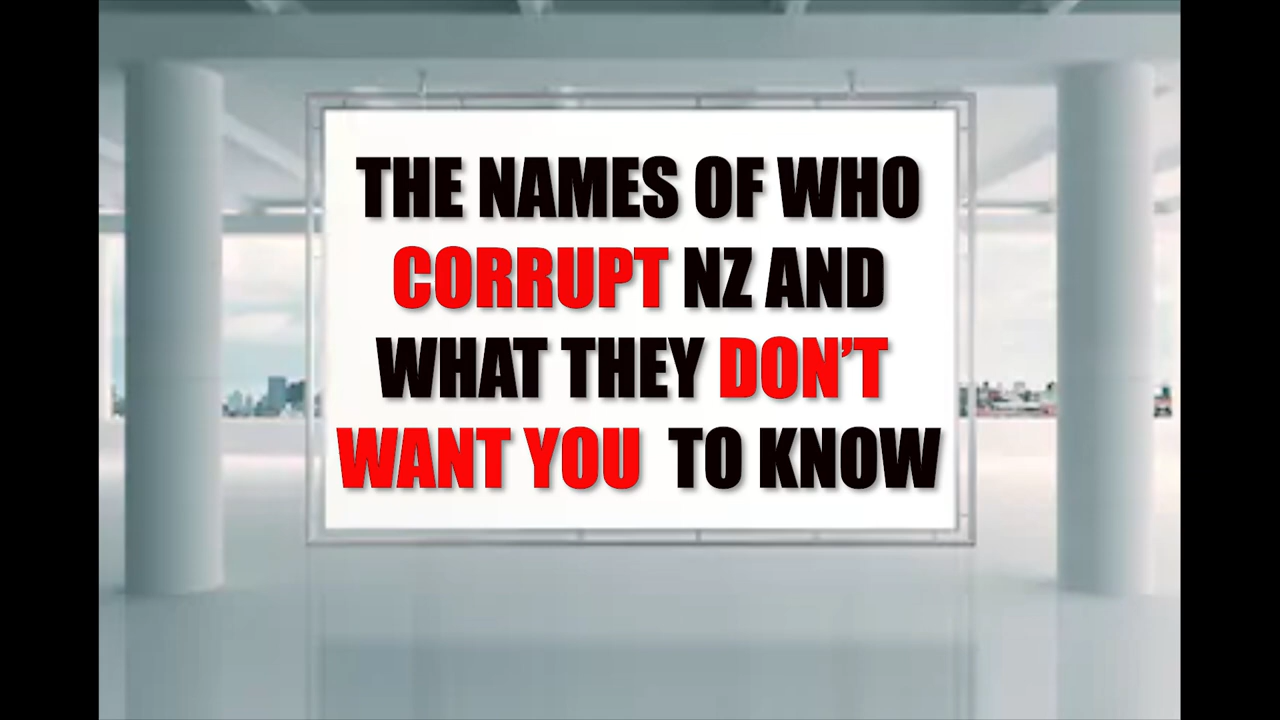 THE NAMES OF WHO
CORRUPT NZ AND
WHAT THEY DON'T
WANT YOU TO KNOW